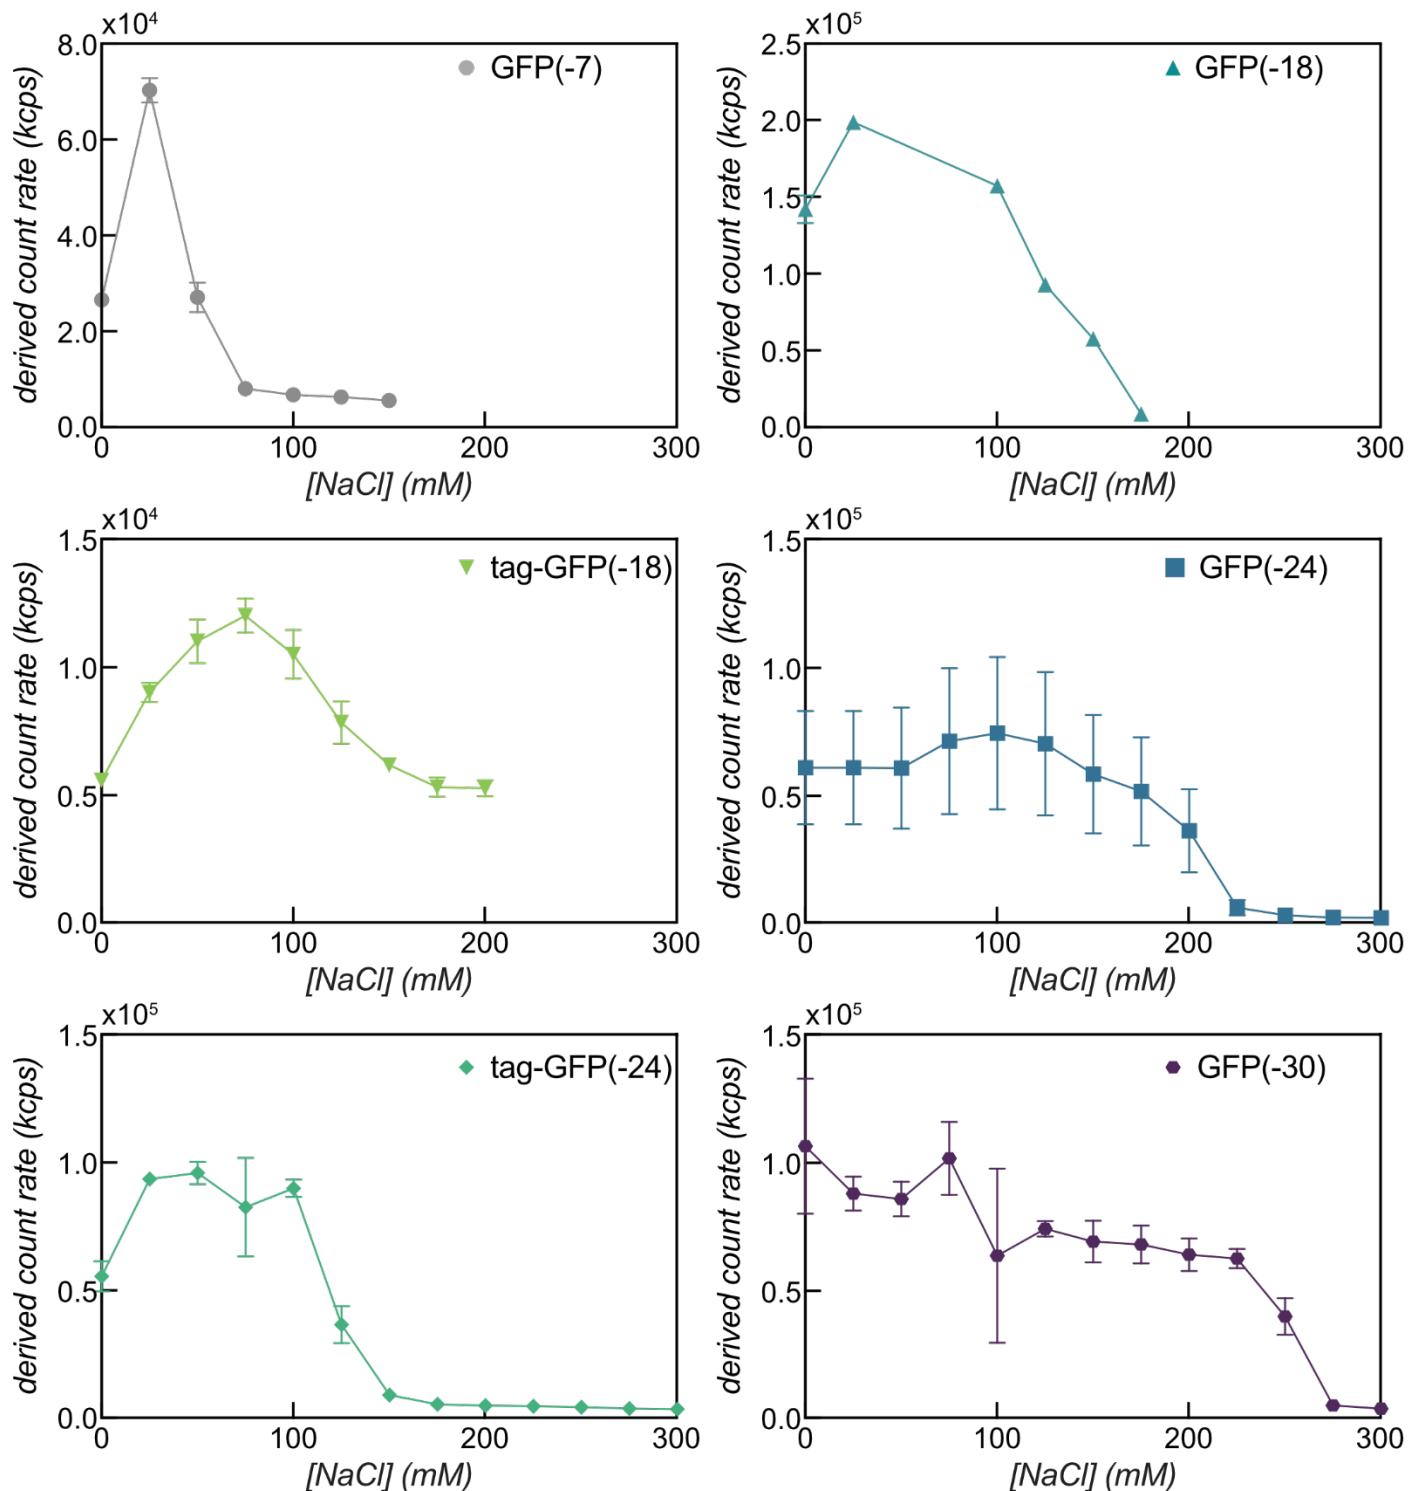 x10⁴
8.0
6.0
4.0
2.0
0.0
0
100
200
300
derived count rate (kcps)
[NaCl] (mM)
GFP(-7)
x10⁵
2.5
2.0
1.5
1.0
0.5
0.0
0
100
200
300
derived count rate (kcps)
[NaCl] (mM)
GFP(-18)
x10⁴
1.5
1.0
0.5
0.0
0
100
200
300
derived count rate (kcps)
[NaCl] (mM)
tag-GFP(-18)
x10⁵
1.5
1.0
0.5
0.0
0
100
200
300
derived count rate (kcps)
[NaCl] (mM)
GFP(-24)
x10⁵
1.5
1.0
0.5
0.0
0
100
200
300
derived count rate (kcps)
[NaCl] (mM)
tag-GFP(-24)
x10⁵
1.5
1.0
0.5
0.0
0
100
200
300
derived count rate (kcps)
[NaCl] (mM)
GFP(-30)